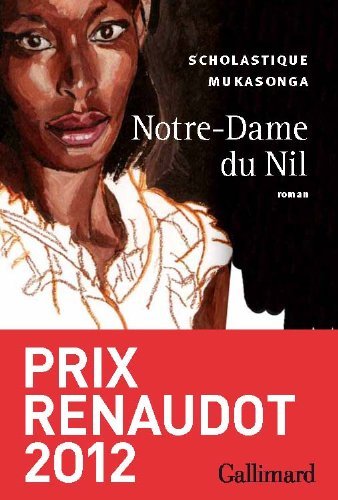 SCHOLASTIQUE
MUKASONGA
Notre-Dame
du Nil
roman
PRIX
RENAUDOT
2012
Gallimard